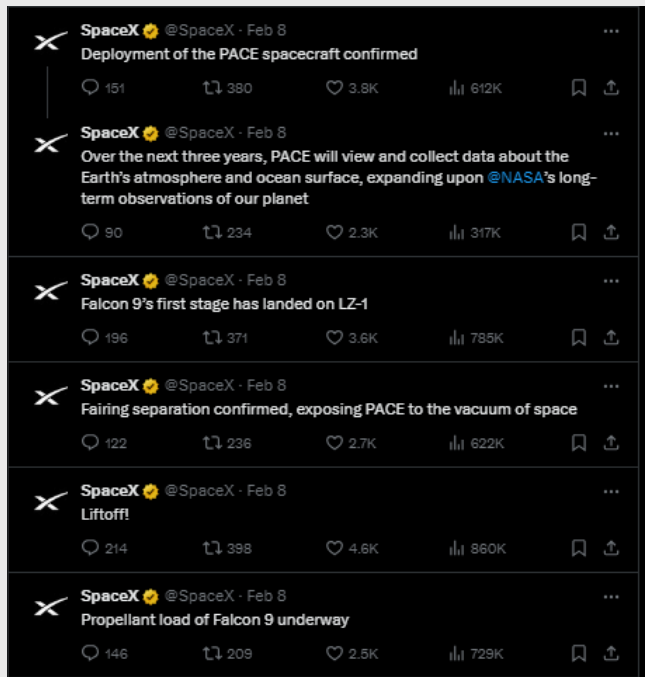 SpaceX @SpaceX · Feb 8 ...
Deployment of the PACE spacecraft confirmed
151 380 3.8K 612K
SpaceX @SpaceX · Feb 8 ...
Over the next three years, PACE will view and collect data about the
Earth's atmosphere and ocean surface, expanding upon @NASA's long-
term observations of our planet
90 234 2.3K 317K
SpaceX @SpaceX · Feb 8 ...
Falcon 9's first stage has landed on LZ-1
196 371 3.6K 785K
SpaceX @SpaceX · Feb 8 ...
Fairing separation confirmed, exposing PACE to the vacuum of space
122 236 2.7K 622K
SpaceX @SpaceX · Feb 8 ...
Liftoff!
214 398 4.6K 860K
SpaceX @SpaceX · Feb 8 ...
Propellant load of Falcon 9 underway
146 209 2.5K 729K